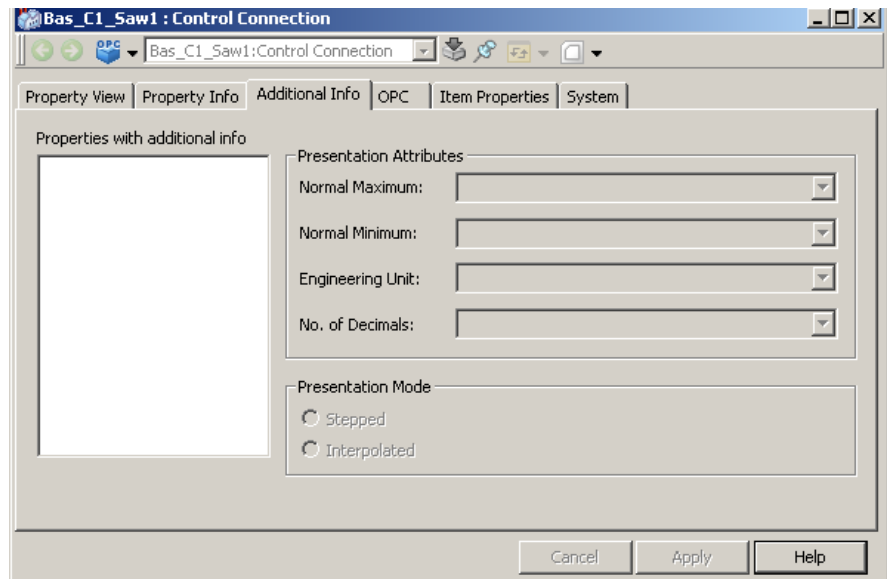 Bas_C1_Saw1 : Control Connection
OPC Bas_C1_Saw1:Control Connection
Property View Property Info Additional Info OPC Item Properties System
Properties with additional info
Presentation Attributes
Normal Maximum:
Normal Minimum:
Engineering Unit:
No. of Decimals:
Presentation Mode
Stepped
Interpolated
Cancel Apply Help